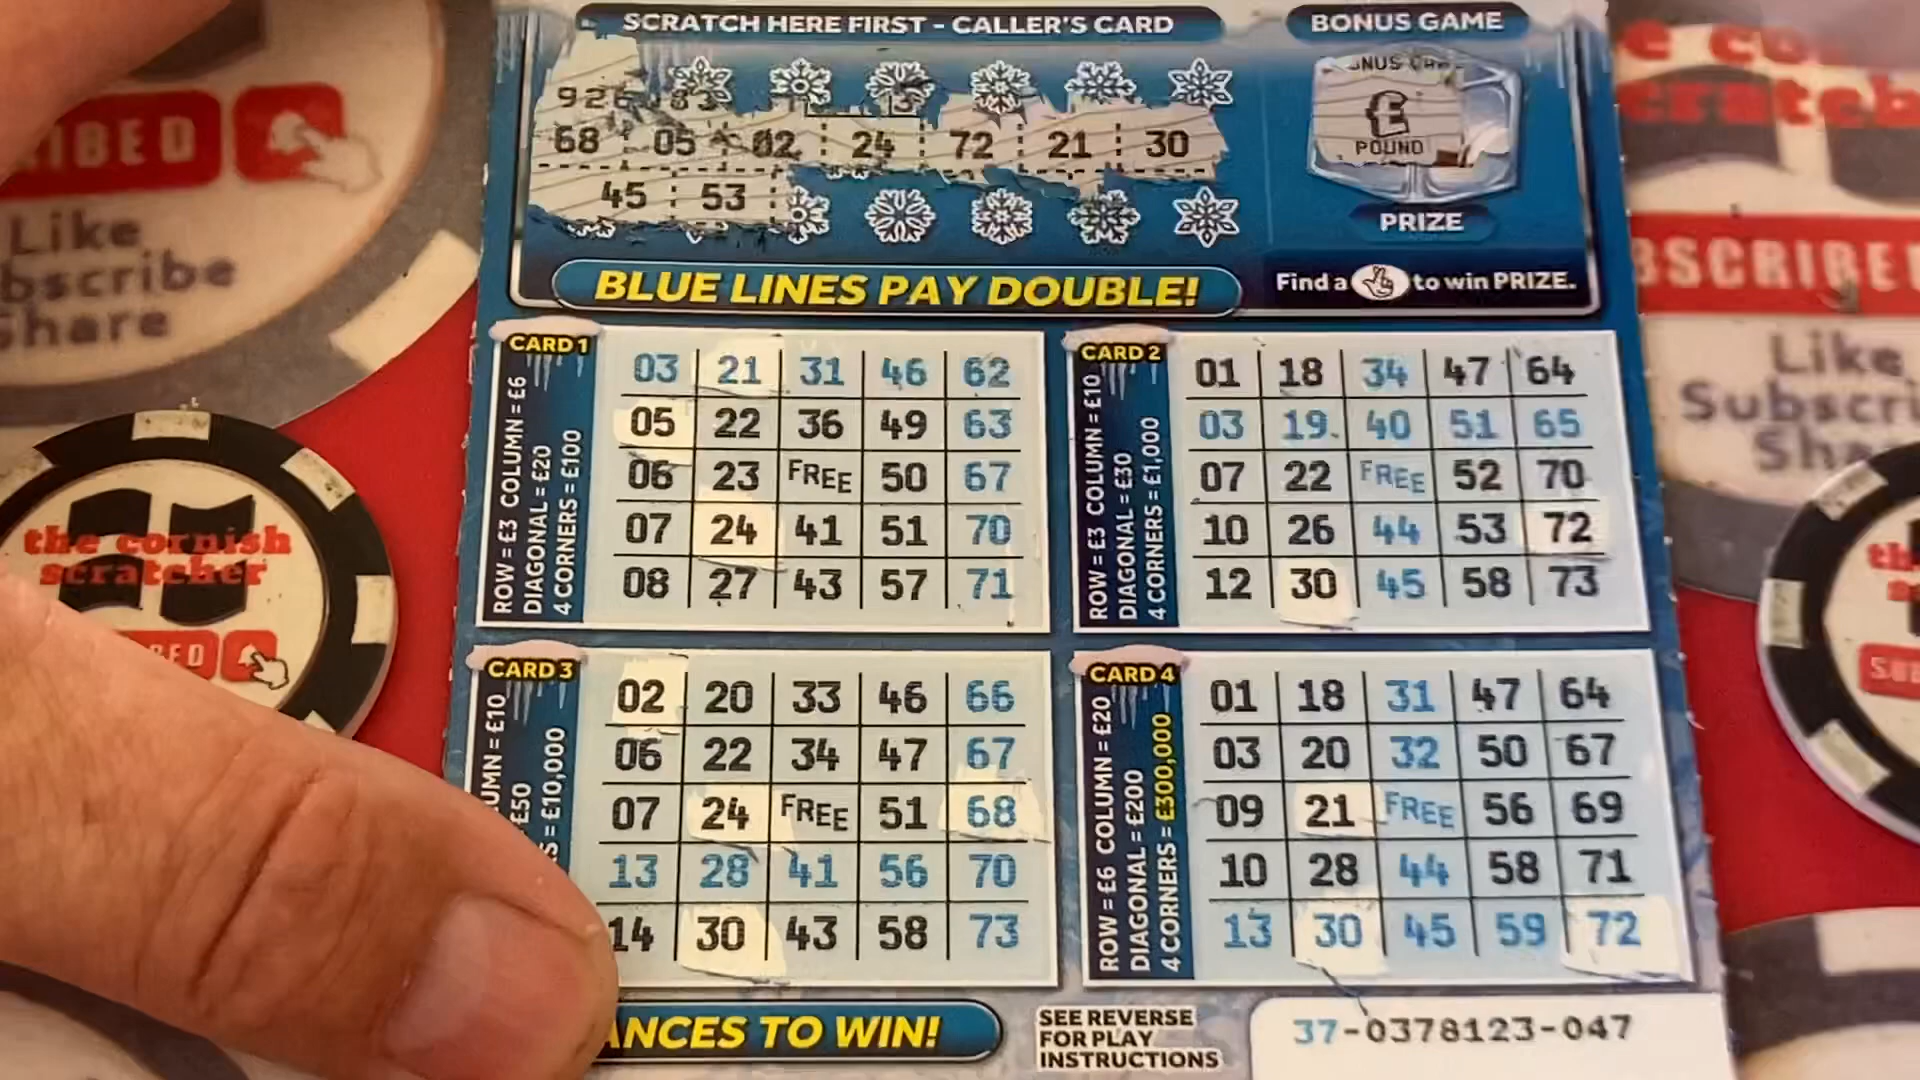 SCRATCH HERE FIRST - CALLER'S CARD
BONUS GAME
68 05 02 24 72 21 30
45 53
£
POUND
PRIZE
BLUE LINES PAY DOUBLE!
Find a to win PRIZE.
CARD 1
ROW = £3 COLUMN = £6
DIAGONAL = £20
4 CORNERS = £100
03 21 31 46 62
05 22 36 49 63
06 23 FREE 50 67
07 24 41 51 70
08 27 43 57 71
CARD 2
ROW = £3 COLUMN = £10
DIAGONAL = £30
4 CORNERS = £1,000
01 18 34 47 64
03 19 40 51 65
07 22 FREE 52 70
10 26 44 53 72
12 30 45 58 73
CARD 3
= £10
£50
= £10,000
02 20 33 46 66
06 22 34 47 67
07 24 FREE 51 68
13 28 41 56 70
14 30 43 58 73
CARD 4
ROW = £6 COLUMN = £20
DIAGONAL = £200
4 CORNERS = £300,000
01 18 31 47 64
03 20 32 50 67
09 21 FREE 56 69
10 28 44 58 71
13 30 45 59 72
TO WIN!
SEE REVERSE
FOR PLAY
INSTRUCTIONS
37-0378123-047
Like
Share
the cornish
scratcher
Like
Share